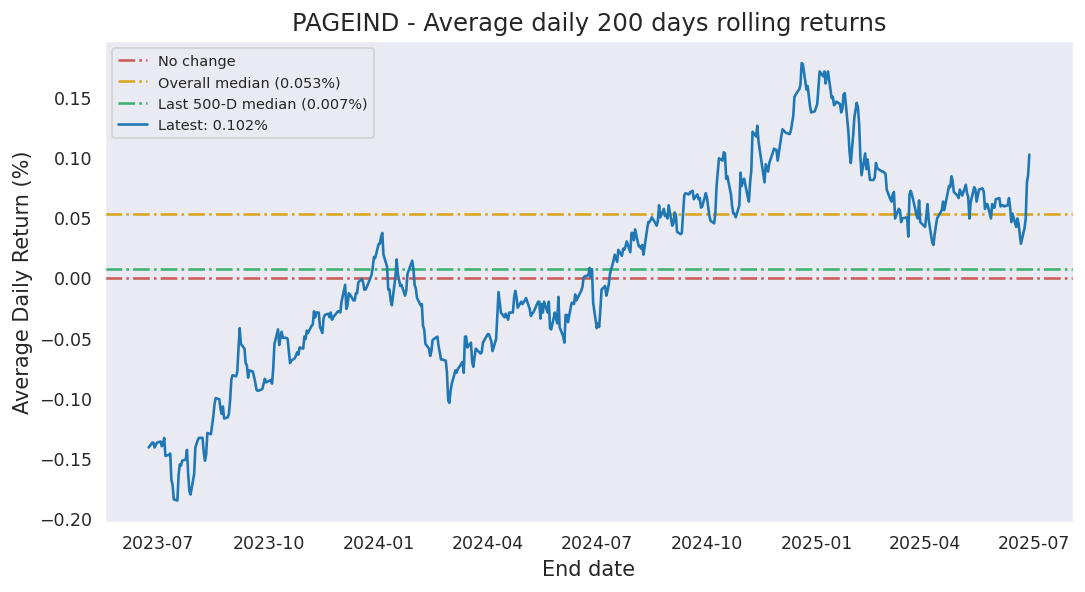 PAGEIND - Average daily 200 days rolling returns
No change
Overall median (0.053%)
Last 500-D median (0.007%)
Latest: 0.102%
Average Daily Return (%)
0.15
0.10
0.05
0.00
−0.05
−0.10
−0.15
−0.20
2023-07 2023-10 2024-01 2024-04 2024-07 2024-10 2025-01 2025-04 2025-07
End date